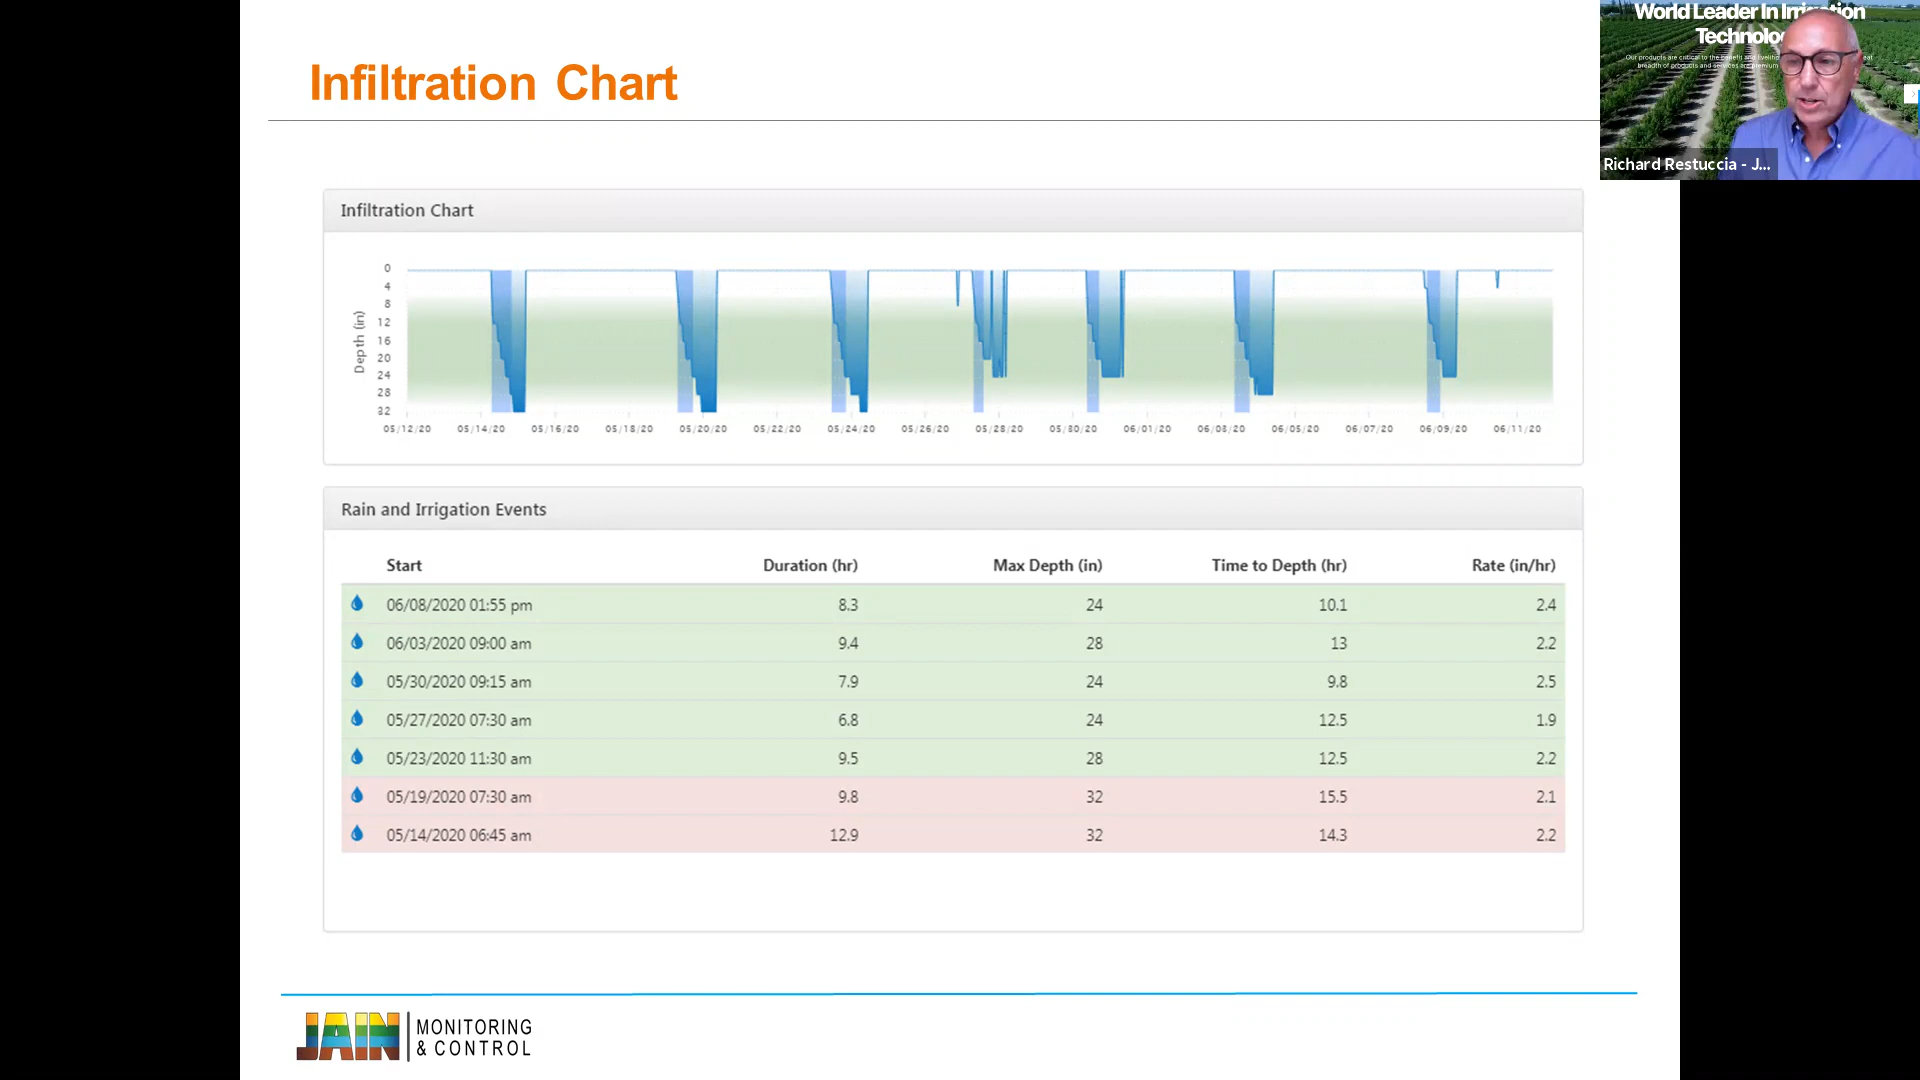 Infiltration Chart
World Leader In Irrigation
Technolo
Richard Restuccia - J...
Infiltration Chart
Depth (in)
0
4
8
12
16
20
24
28
32
05/12/20 05/14/20 05/16/20 05/18/20 05/20/20 05/22/20 05/24/20 05/26/20 05/28/20 05/30/20 06/01/20 06/03/20 06/05/20 06/07/20 06/09/20 06/11/20
Rain and Irrigation Events
Start Duration (hr) Max Depth (in) Time to Depth (hr) Rate (in/hr)
06/08/2020 01:55 pm 8.3 24 10.1 2.4
06/03/2020 09:00 am 9.4 28 13 2.2
05/30/2020 09:15 am 7.9 24 9.8 2.5
05/27/2020 07:30 am 6.8 24 12.5 1.9
05/23/2020 11:30 am 9.5 28 12.5 2.2
05/19/2020 07:30 am 9.8 32 15.5 2.1
05/14/2020 06:45 am 12.9 32 14.3 2.2
JAIN MONITORING
& CONTROL